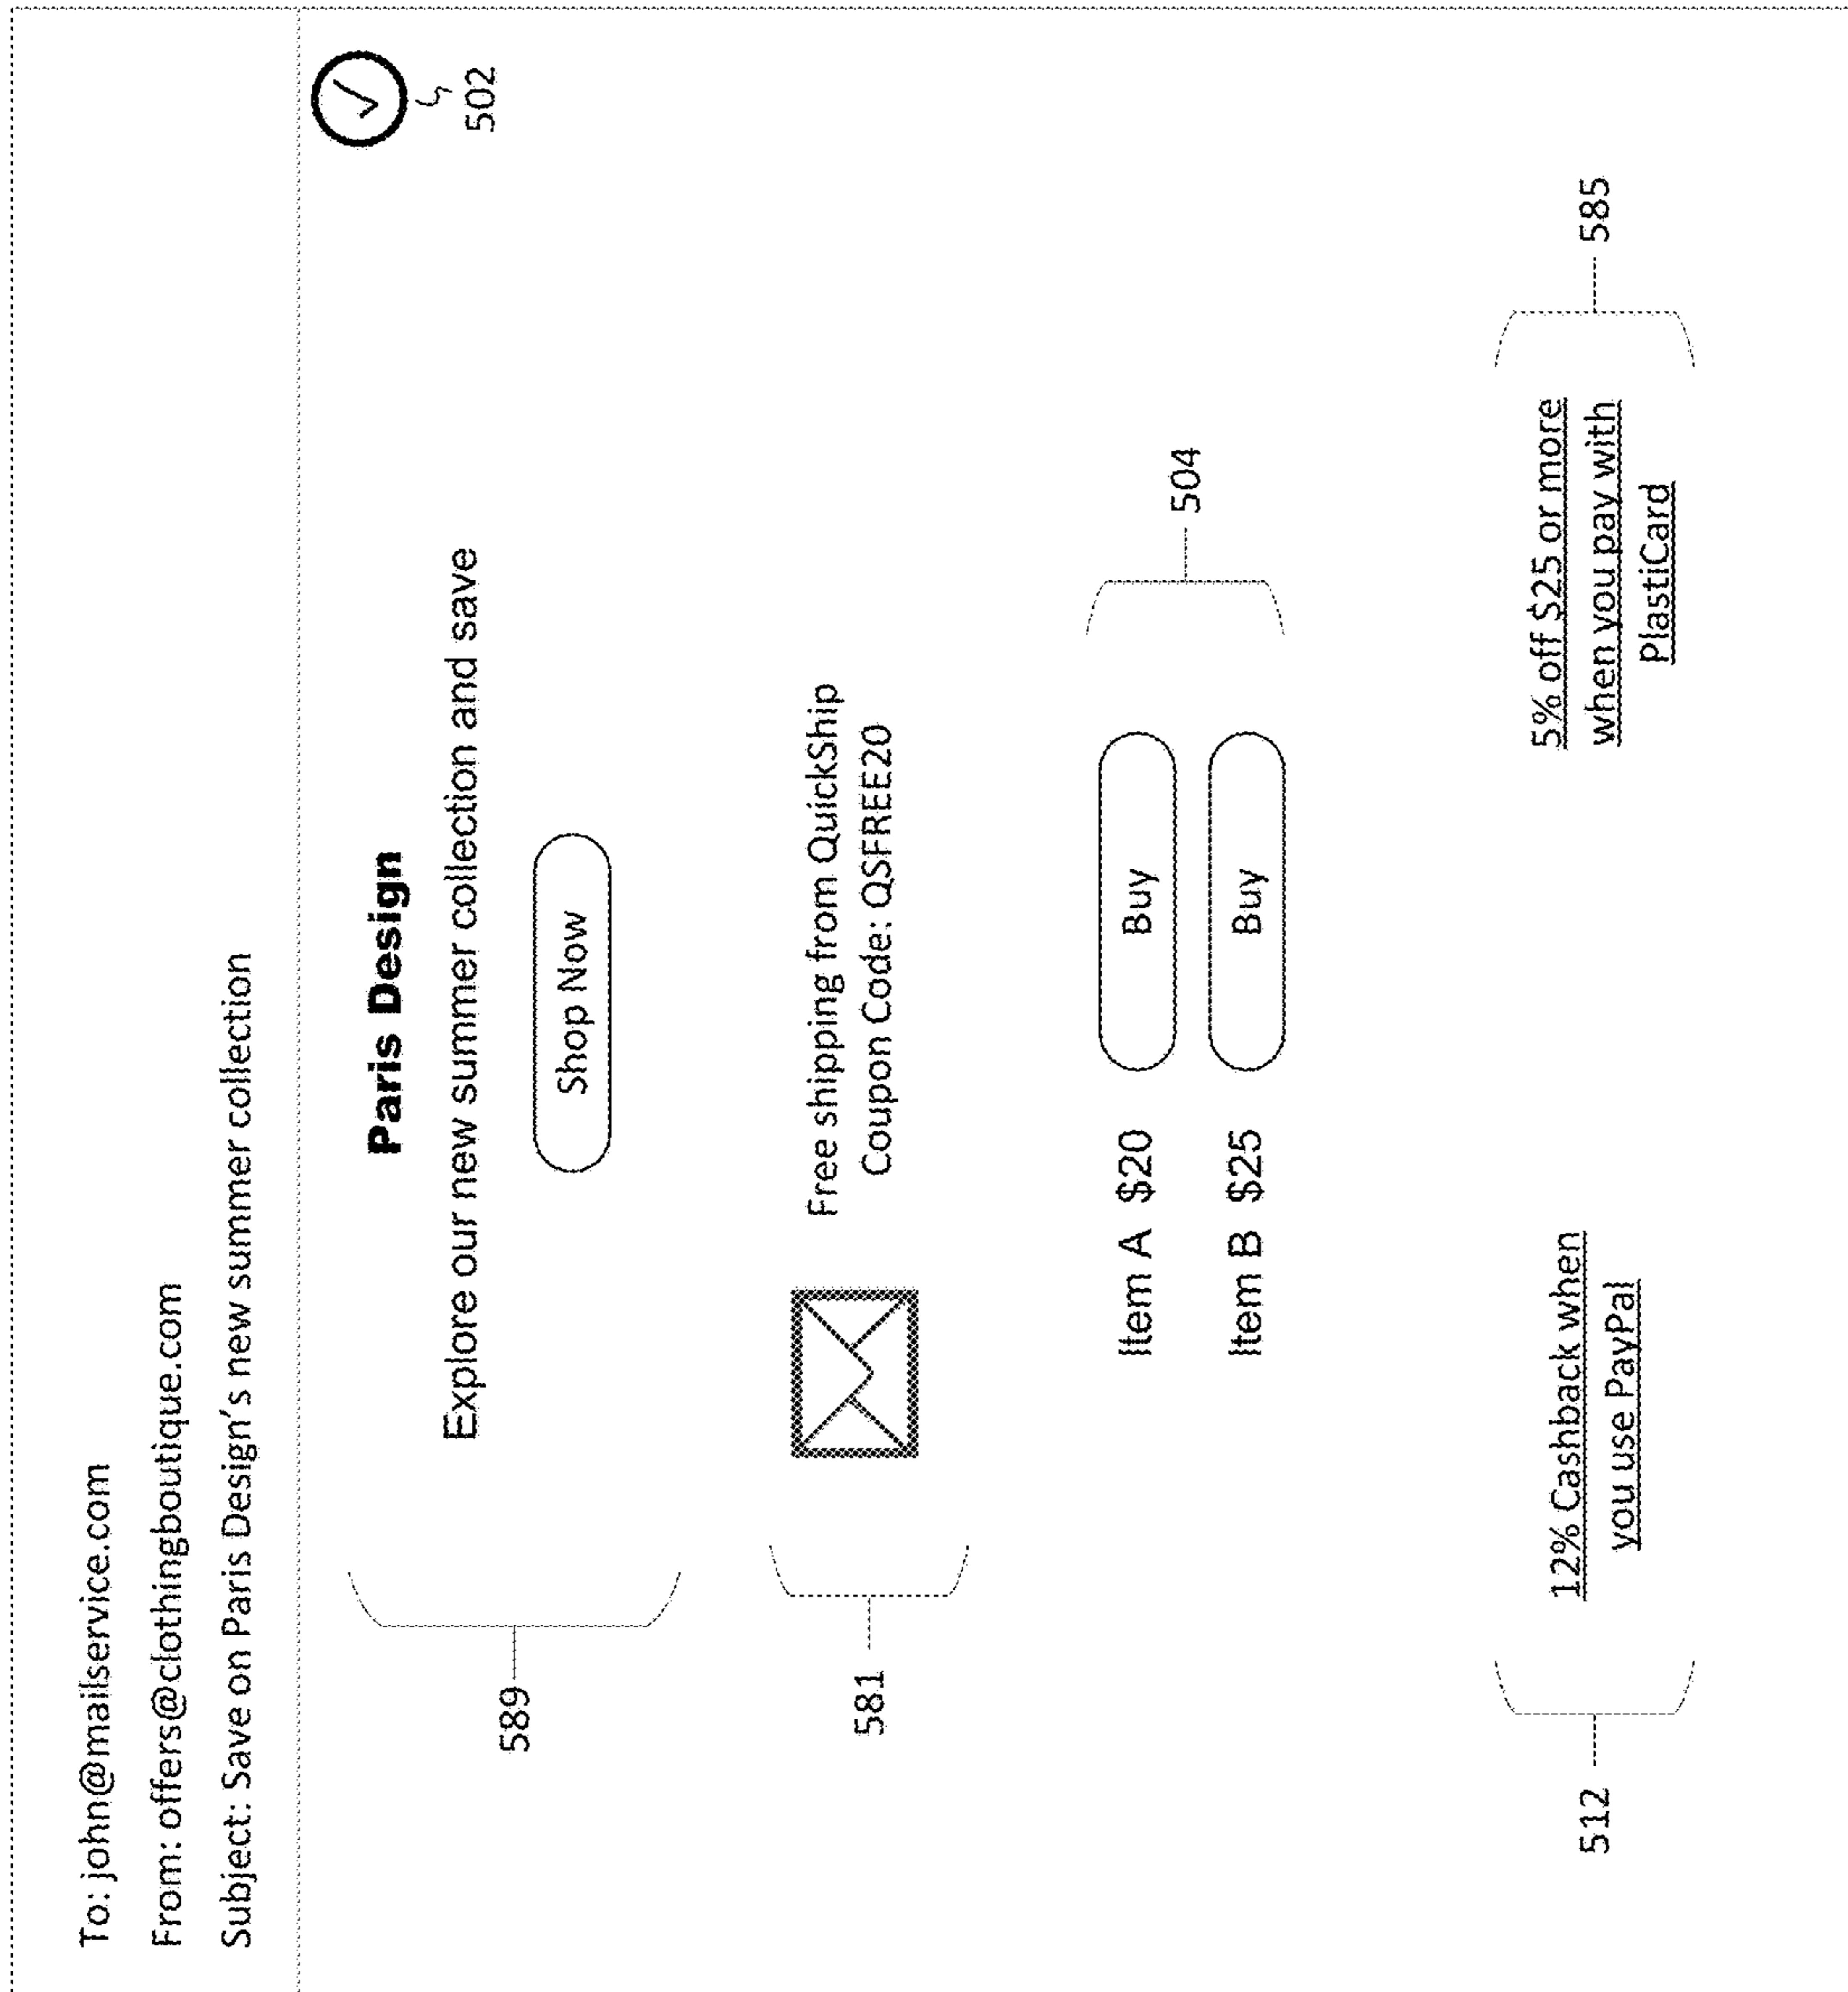 To: john@mailservice.com
From: offers@clothingboutique.com
Subject: Save on Paris Design's new summer collection
502
589
Paris Design
Explore our new summer collection and save
Shop Now
581
Free shipping from QuickShip
Coupon Code: QSFREE20
Item A $20 Buy
Item B $25 Buy
504
512
12% Cashback when
you use PayPal
5% off $25 or more
when you pay with
PlastiCard
585